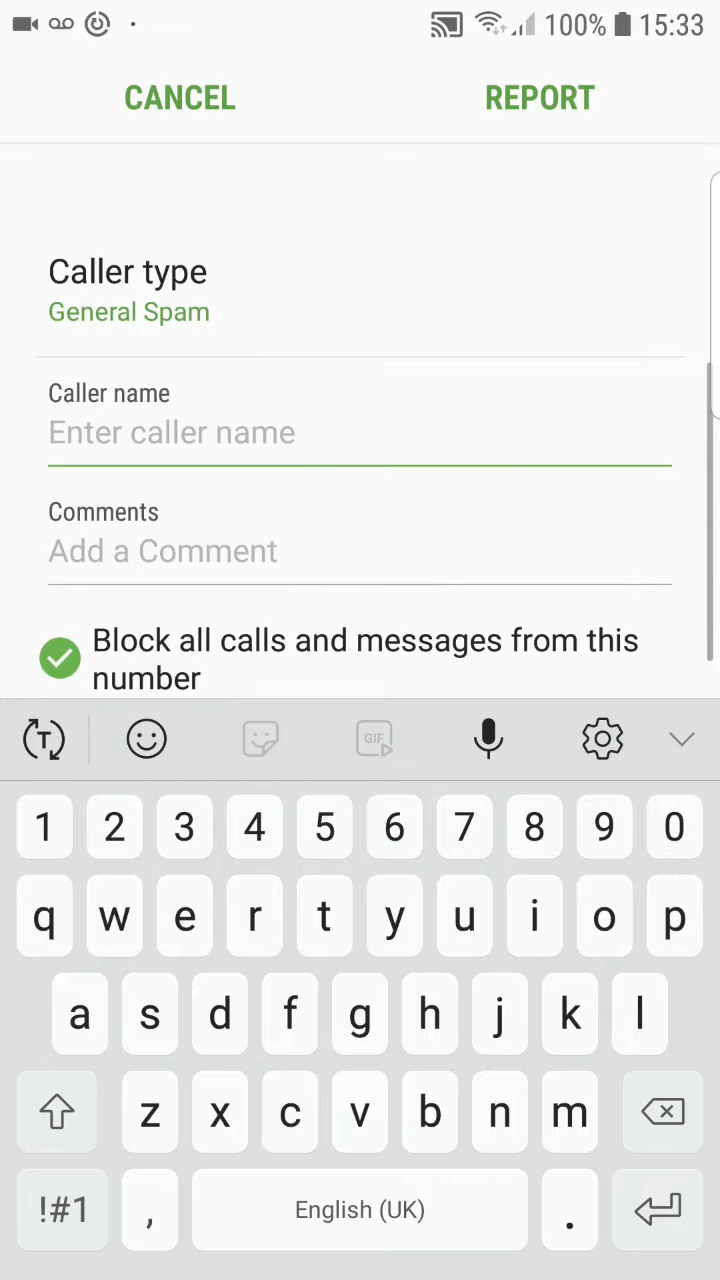 100% 15:33
CANCEL REPORT
Caller type
General Spam
Caller name
Enter caller name
Comments
Add a Comment
Block all calls and messages from this
number
T GIF
1 2 3 4 5 6 7 8 9 0
q w e r t y u i o p
a s d f g h j k l
z x c v b n m
!#1 , English (UK) .